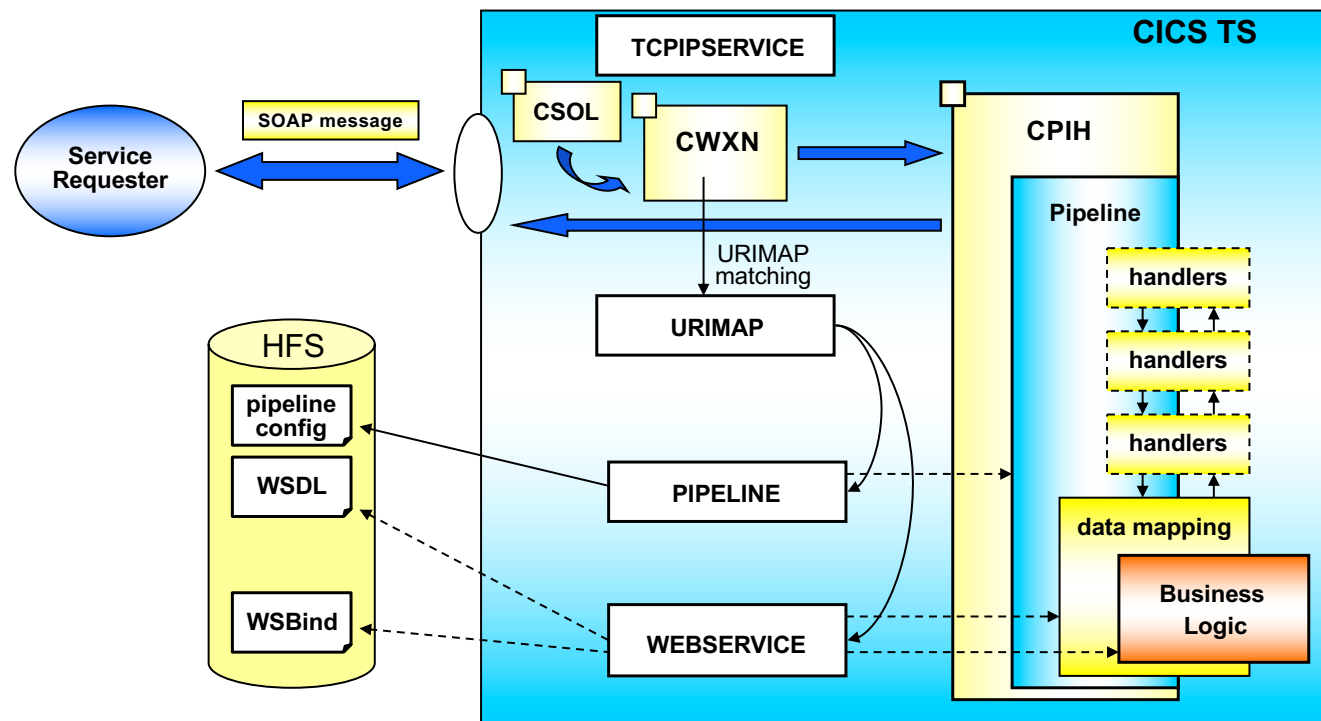 CICS TS
TCPIPSERVICE
SOAP message
CSOL
CWXN
CPIH
Service
Requester
Pipeline
URIMAP
matching
handlers
URIMAP
HFS
handlers
pipeline
config
handlers
WSDL
PIPELINE
data mapping
WSBind
WEBSERVICE
Business
Logic